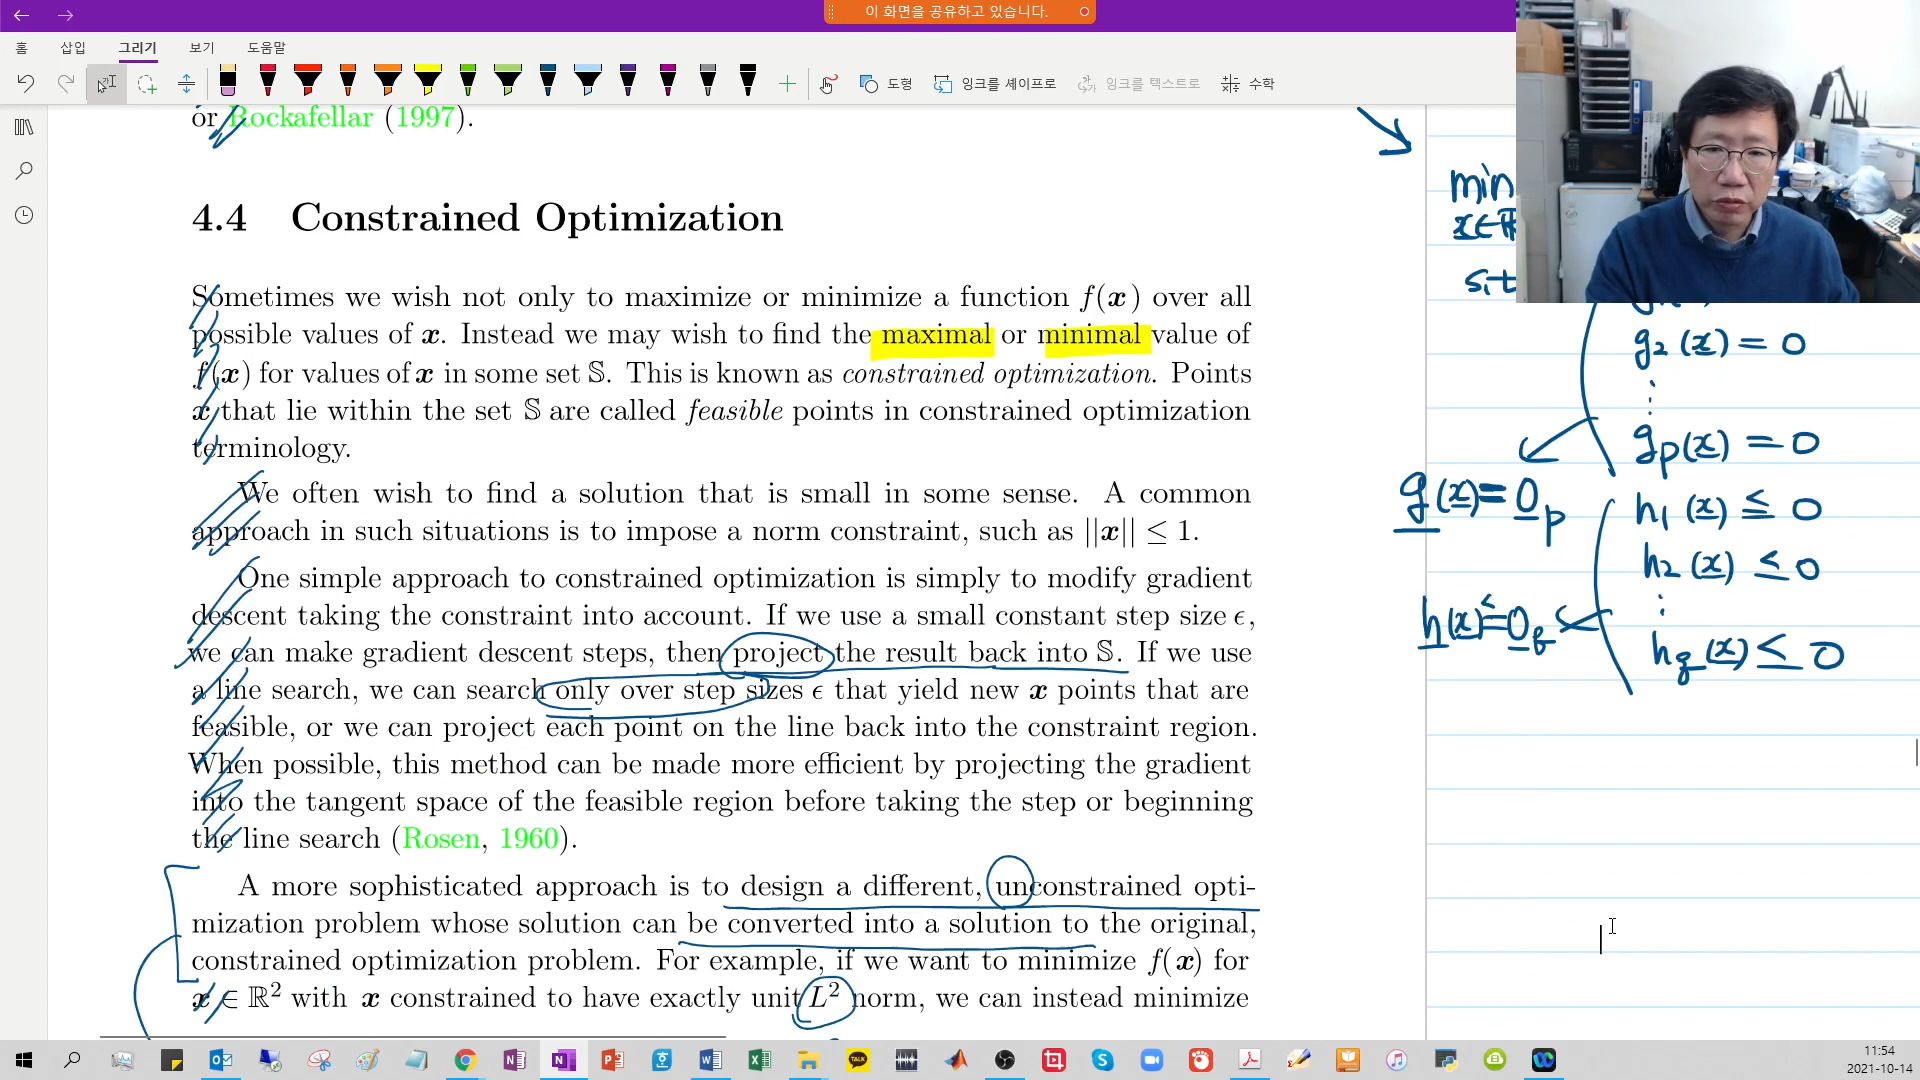 이 화면을 공유하고 있습니다.
홈 삽입 그리기 보기 도움말
도형 잉크를 셰이프로 잉크를 텍스트로 수학
or Rockafellar (1997).
4.4 Constrained Optimization
Sometimes we wish not only to maximize or minimize a function f(x) over all
possible values of x. Instead we may wish to find the maximal or minimal value of
f(x) for values of x in some set 𝕊. This is known as constrained optimization. Points
x that lie within the set 𝕊 are called feasible points in constrained optimization
terminology.
We often wish to find a solution that is small in some sense. A common
approach in such situations is to impose a norm constraint, such as ||x|| ≤ 1.
One simple approach to constrained optimization is simply to modify gradient
descent taking the constraint into account. If we use a small constant step size ϵ,
we can make gradient descent steps, then project the result back into 𝕊. If we use
a line search, we can search only over step sizes ϵ that yield new x points that are
feasible, or we can project each point on the line back into the constraint region.
When possible, this method can be made more efficient by projecting the gradient
into the tangent space of the feasible region before taking the step or beginning
the line search (Rosen, 1960).
A more sophisticated approach is to design a different, unconstrained opti-
mization problem whose solution can be converted into a solution to the original,
constrained optimization problem. For example, if we want to minimize f(x) for
x ∈ ℝ² with x constrained to have exactly unit L² norm, we can instead minimize
min
x∈ℝ
s.t
g₂(x) = 0
⋮
gp(x) = 0
g(x) = 0p
h₁(x) ≤ 0
h₂(x) ≤ 0
⋮
hq(x) ≤ 0
h(x) ≤ 0q
TALK
11:54
2021-10-14